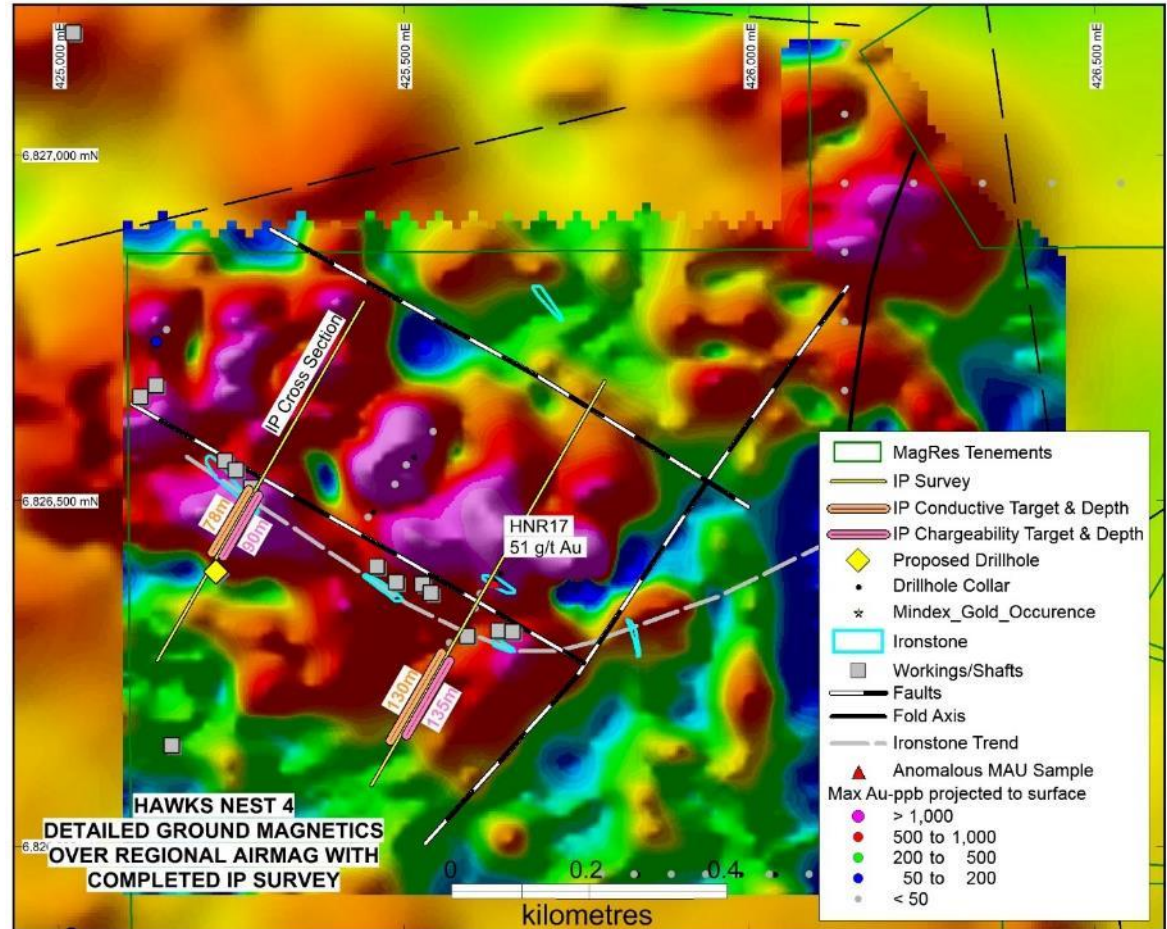 425,000 mE
425,500 mE
426,000 mE
426,500 mE
6,827,000 mN
IP Cross Section
6,826,500 mN
78m
90m
HNR17
51 g/t Au
130m
135m
MagRes Tenements
IP Survey
IP Conductive Target & Depth
IP Chargeability Target & Depth
Proposed Drillhole
Drillhole Collar
Mindex_Gold_Occurence
Ironstone
Workings/Shafts
Faults
Fold Axis
Ironstone Trend
Anomalous MAU Sample
Max Au-ppb projected to surface
> 1,000
500 to 1,000
200 to 500
50 to 200
< 50
HAWKS NEST 4
DETAILED GROUND MAGNETICS
OVER REGIONAL AIRMAG WITH
COMPLETED IP SURVEY
0 0.2 0.4
kilometres